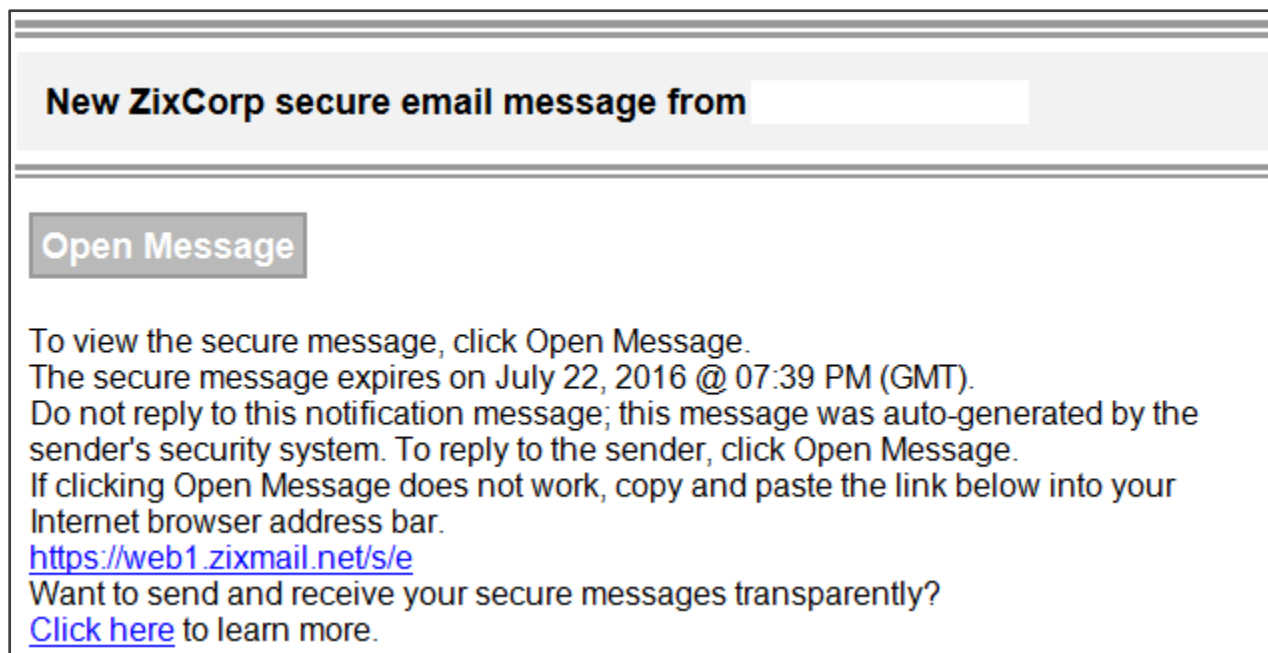 New ZixCorp secure email message from
Open Message
To view the secure message, click Open Message.
The secure message expires on July 22, 2016 @ 07:39 PM (GMT).
Do not reply to this notification message; this message was auto-generated by the
sender's security system. To reply to the sender, click Open Message.
If clicking Open Message does not work, copy and paste the link below into your
Internet browser address bar.
https://web1.zixmail.net/s/e
Want to send and receive your secure messages transparently?
Click here to learn more.